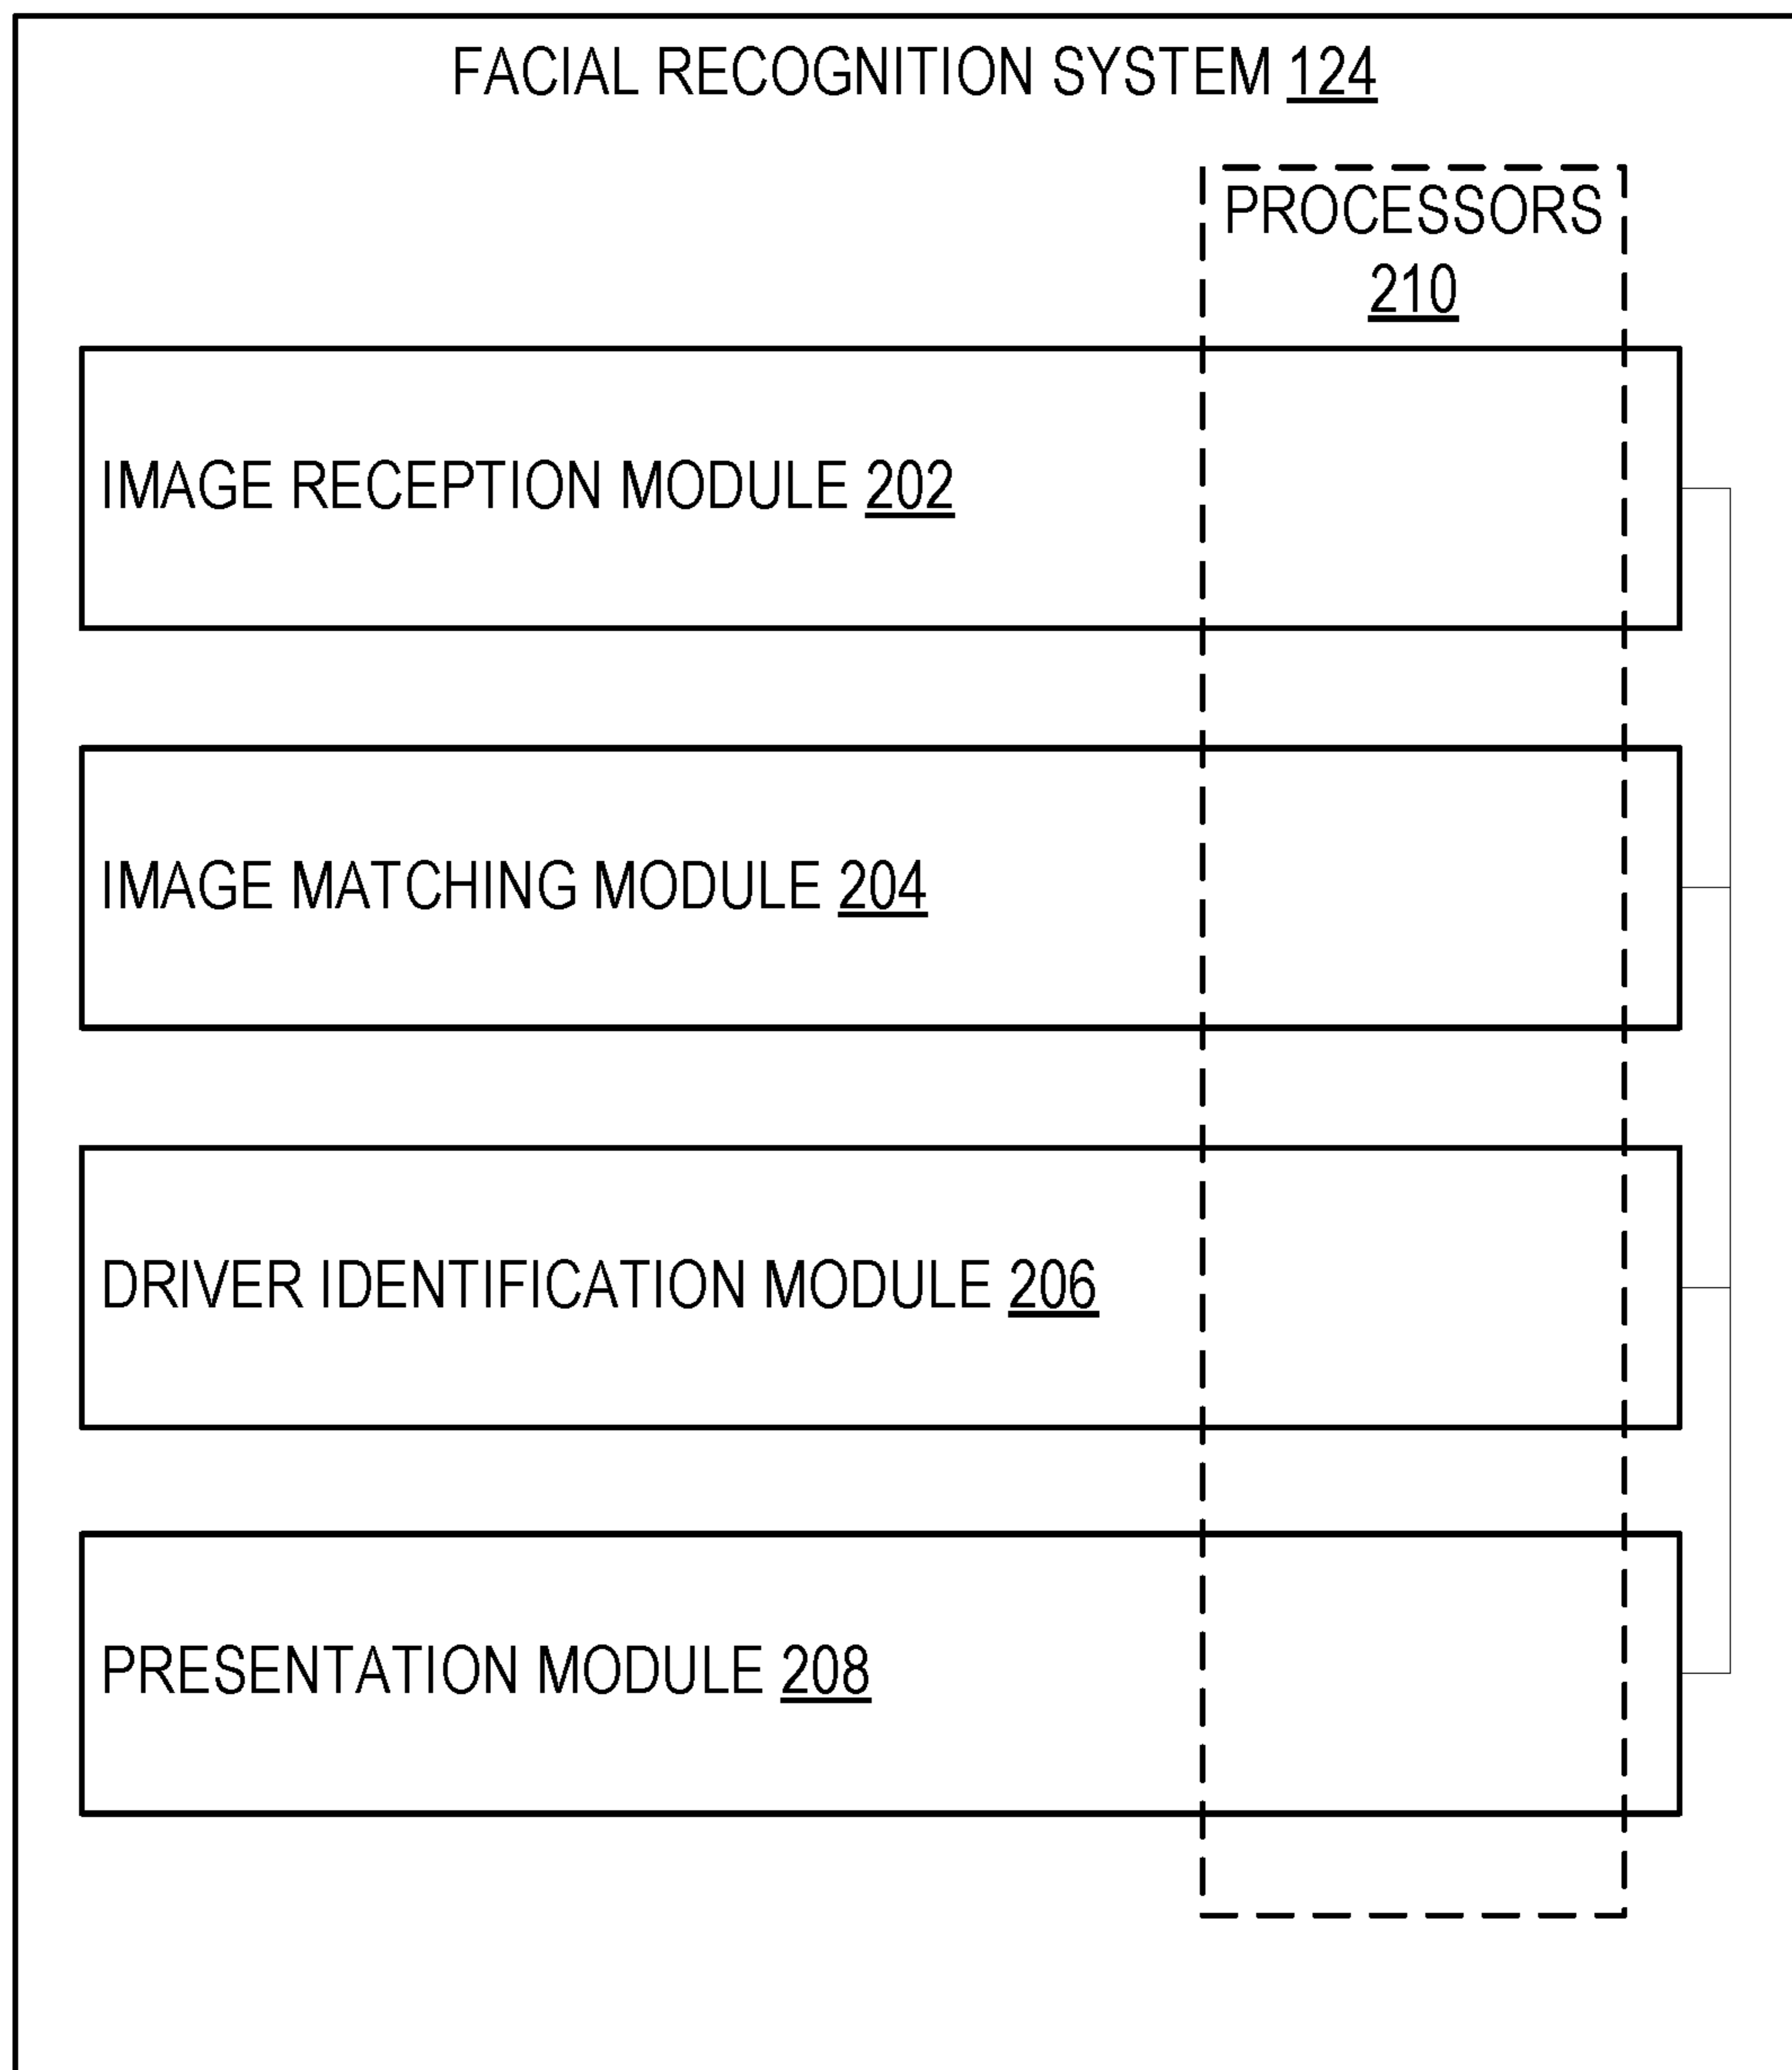 FACIAL RECOGNITION SYSTEM 124
PROCESSORS
210
IMAGE RECEPTION MODULE 202
IMAGE MATCHING MODULE 204
DRIVER IDENTIFICATION MODULE 206
PRESENTATION MODULE 208